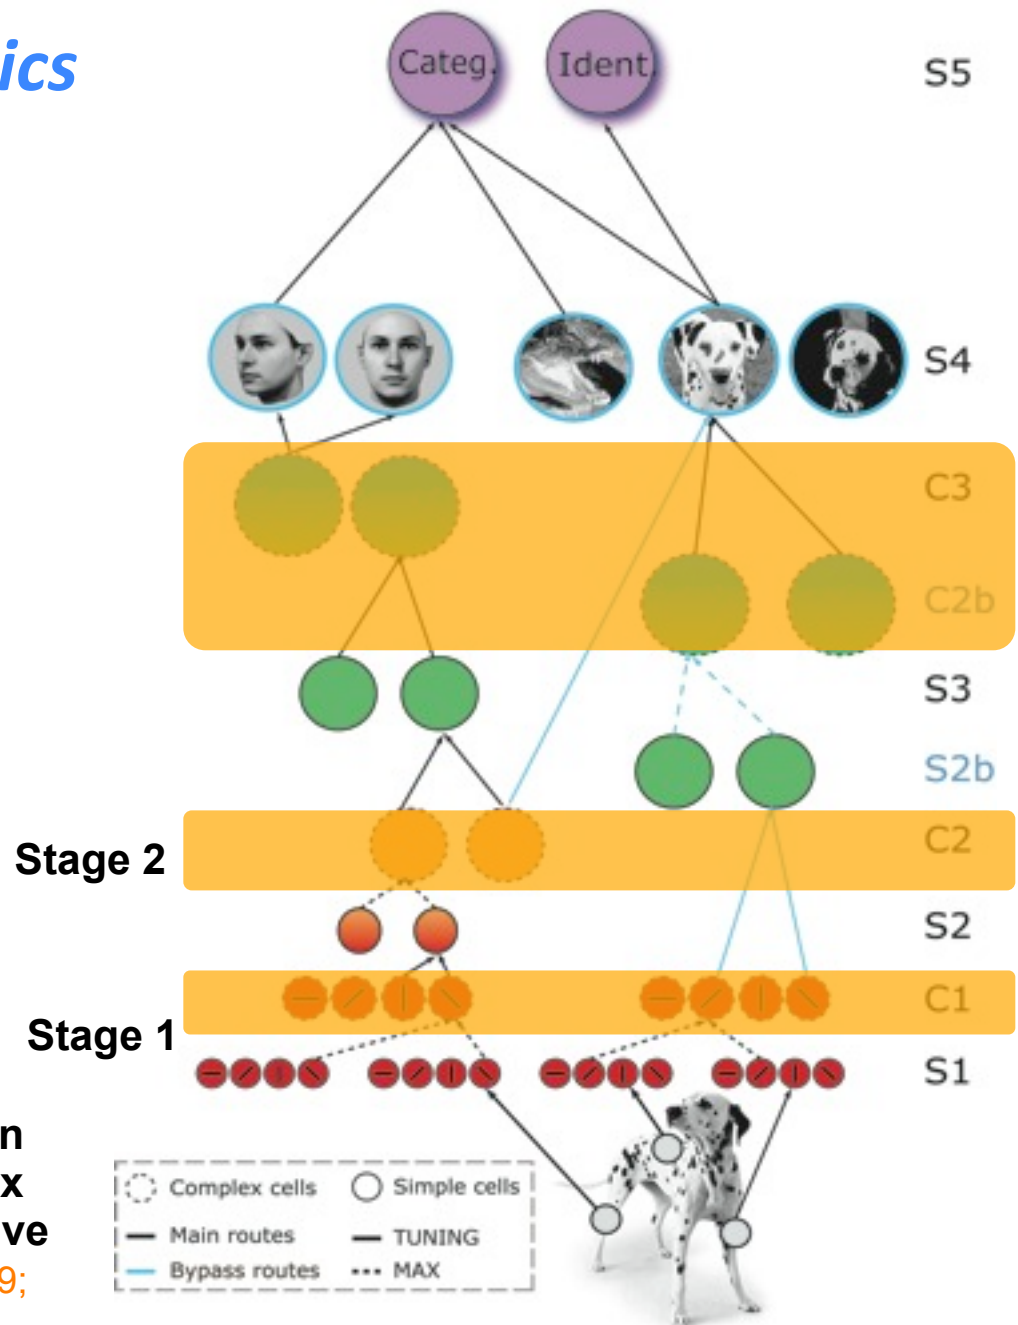 ics
Categ.
Ident.
S5
S4
C3
C2b
S3
S2b
Stage 2
C2
S2
C1
Stage 1
S1
n
x
ve
9;
Complex cells
Simple cells
Main routes
TUNING
Bypass routes
MAX